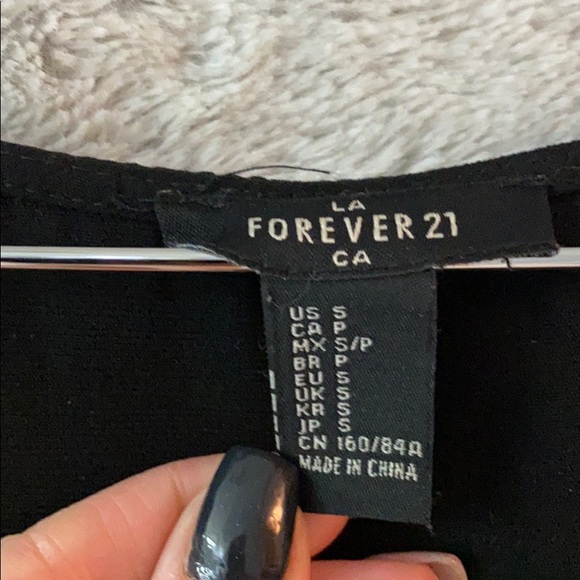 LA
FOREVER 21
CA
US S
CA P
MX S/P
BR P
EU S
UK S
KR S
JP S
CN 160/84A
MADE IN CHINA